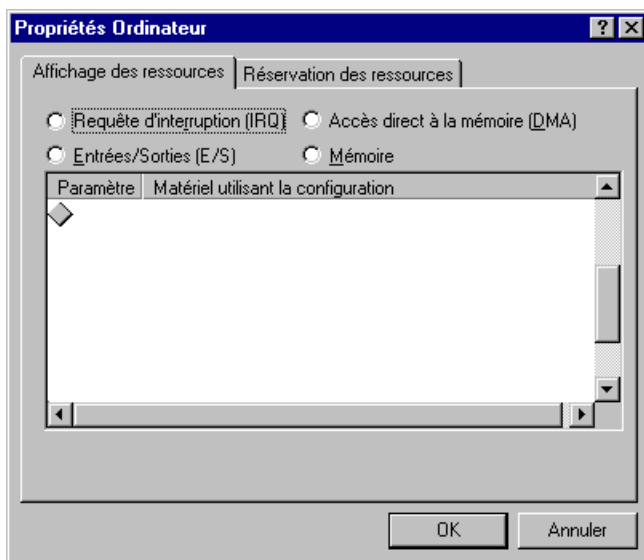 Propriétés Ordinateur
Affichage des ressources Réservation des ressources
Requête d'interruption (IRQ) Accès direct à la mémoire (DMA)
Entrées/Sorties (E/S) Mémoire
Paramètre Matériel utilisant la configuration
OK Annuler